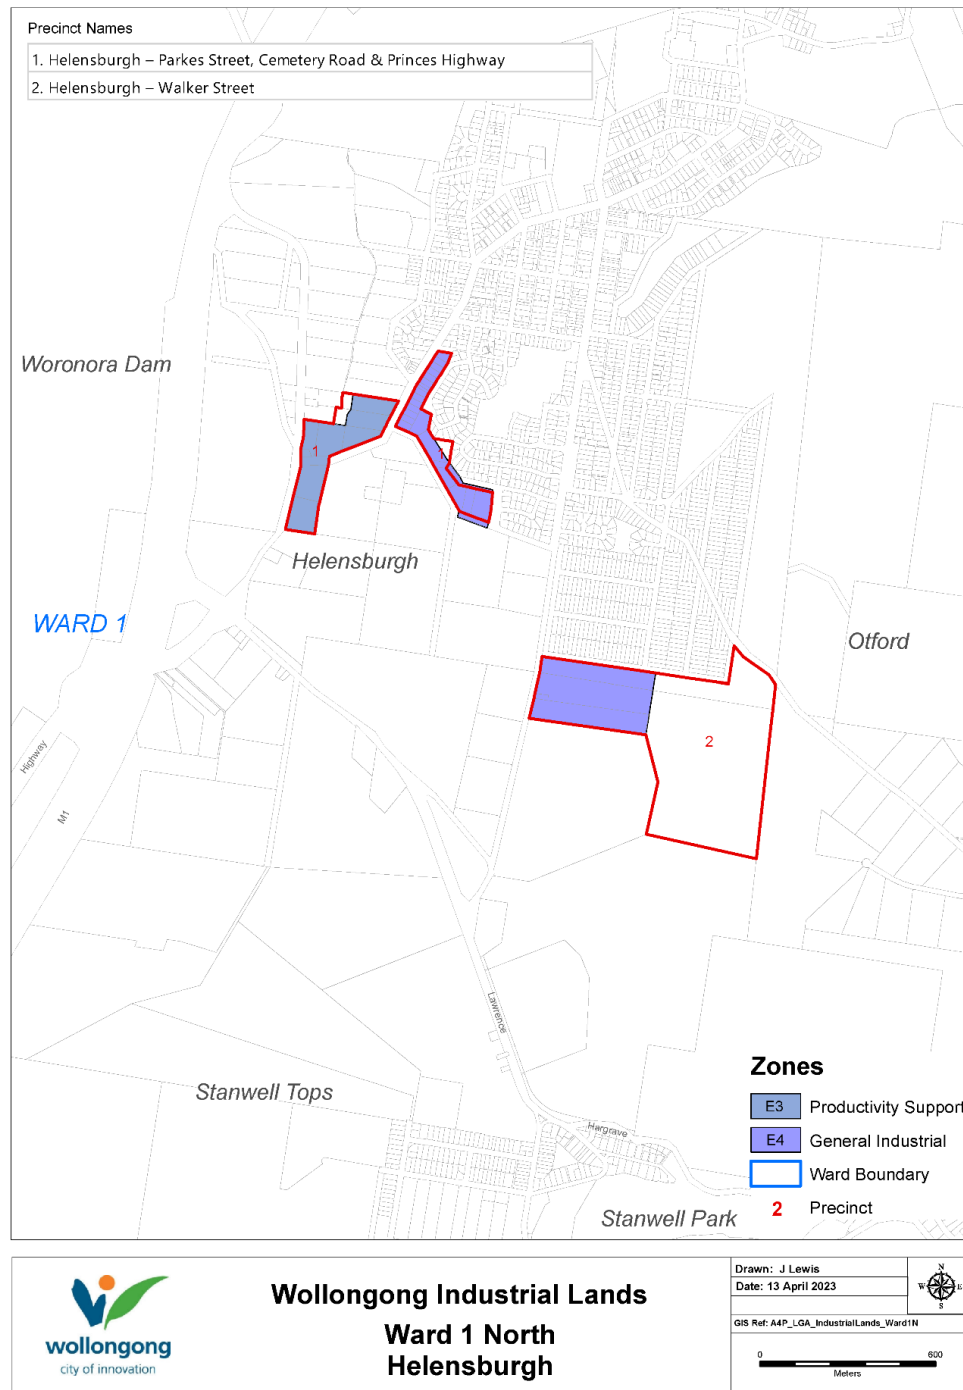 Precinct Names
1. Helensburgh – Parkes Street, Cemetery Road & Princes Highway
2. Helensburgh – Walker Street
Woronora Dam
1
1
Helensburgh
WARD 1
Otford
2
Highway
M1
Lawrence
Stanwell Tops
Hargrave
Stanwell Park
Zones
E3 Productivity Support
E4 General Industrial
Ward Boundary
2 Precinct
wollongong
city of innovation
Wollongong Industrial Lands
Ward 1 North
Helensburgh
Drawn: J Lewis
Date: 13 April 2023
GIS Ref: A4P_LGA_IndustrialLands_Ward1N
N
W E
S
0 600
Meters